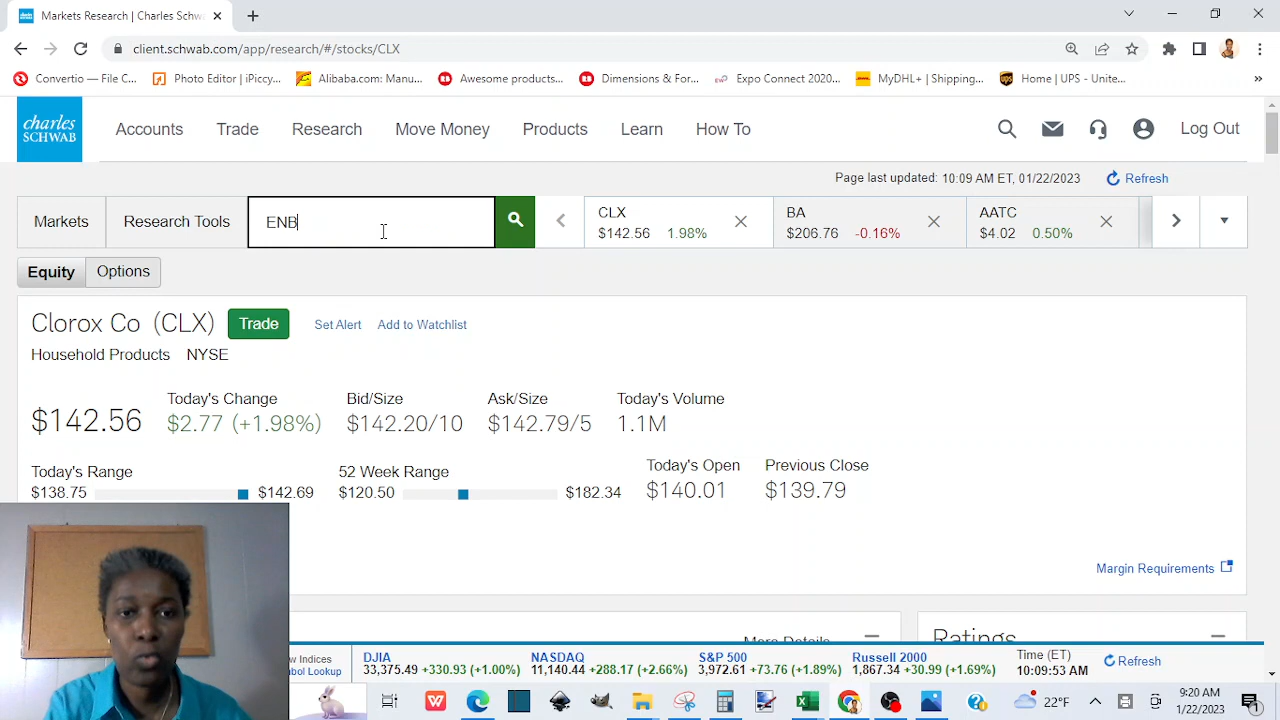 Markets Research | Charles Schw
client.schwab.com/app/research/#/stocks/CLX
Convertio — File C...
Photo Editor | iPiccy...
Alibaba.com: Manu...
Awesome products...
Dimensions & For...
Expo Connect 2020...
MyDHL+ | Shipping...
Home | UPS - Unite...
charles
SCHWAB
Accounts
Trade
Research
Move Money
Products
Learn
How To
Log Out
Page last updated: 10:09 AM ET, 01/22/2023
Refresh
Markets
Research Tools
ENB
CLX
$142.56 1.98%
BA
$206.76 -0.16%
AATC
$4.02 0.50%
Equity
Options
Clorox Co (CLX)
Trade
Set Alert
Add to Watchlist
Household Products NYSE
$142.56
Today's Change
$2.77 (+1.98%)
Bid/Size
$142.20/10
Ask/Size
$142.79/5
Today's Volume
1.1M
Today's Range
$138.75 $142.69
52 Week Range
$120.50 $182.34
Today's Open
$140.01
Previous Close
$139.79
Margin Requirements
More Details
Ratings
w Indices
bol Lookup
DJIA
33,375.49 +330.93 (+1.00%)
NASDAQ
11,140.44 +288.17 (+2.66%)
S&P 500
3,972.61 +73.76 (+1.89%)
Russell 2000
1,867.34 +30.99 (+1.69%)
Time (ET)
10:09:53 AM
Refresh
22°F
9:20 AM
1/22/2023